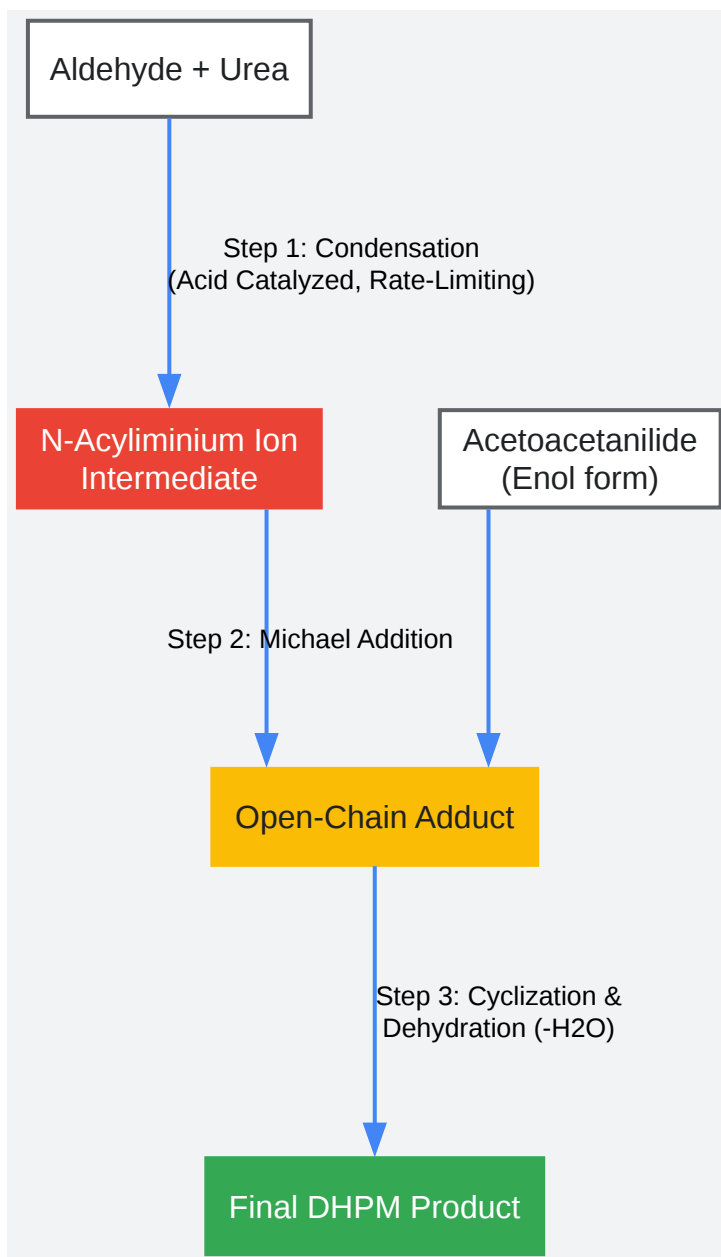 Aldehyde + Urea
Step 1: Condensation
(Acid Catalyzed, Rate-Limiting)
N-Acyliminium Ion
Intermediate
Acetoacetanilide
(Enol form)
Step 2: Michael Addition
Open-Chain Adduct
Step 3: Cyclization &
Dehydration (-H2O)
Final DHPM Product